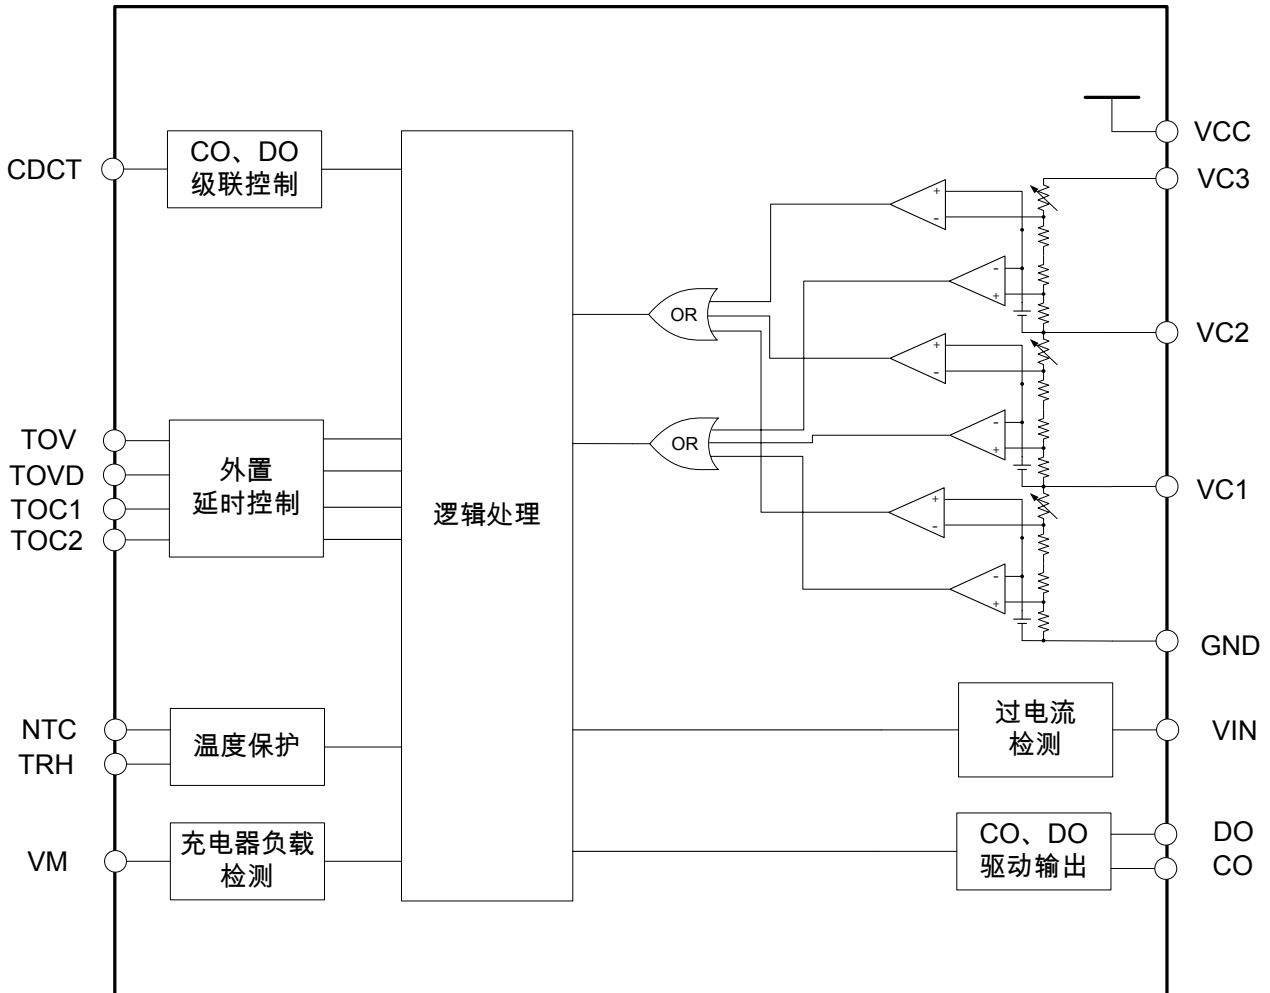 VCC
CDCT
CO、DO
级联控制
VC3
+
-
-
+
OR
VC2
+
-
TOV
TOVD
TOC1
TOC2
外置
延时控制
OR
-
+
逻辑处理
VC1
+
-
-
+
GND
NTC
TRH
温度保护
过电流
检测
VIN
VM
充电器负载
检测
CO、DO
驱动输出
DO
CO